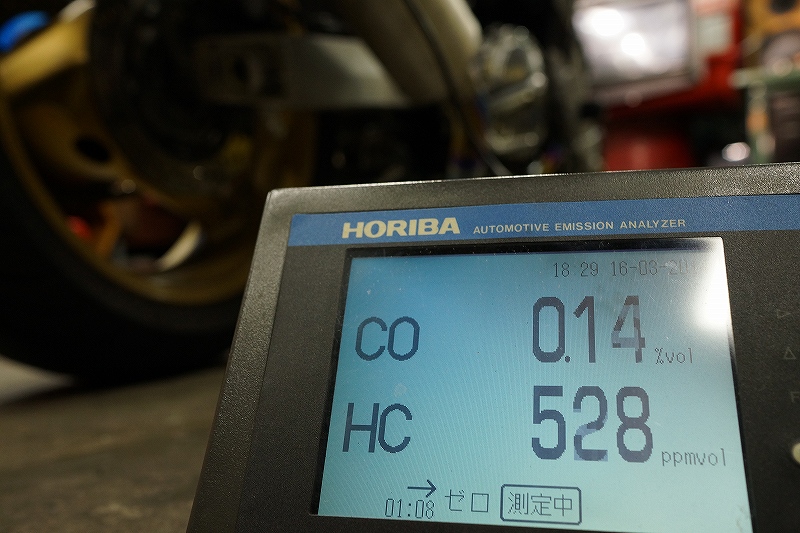 HORIBA AUTOMOTIVE EMISSION ANALYZER
18 29 16-03-
CO 0.14 %vol
HC 528 ppmvol
01:08 → ゼロ 測定中